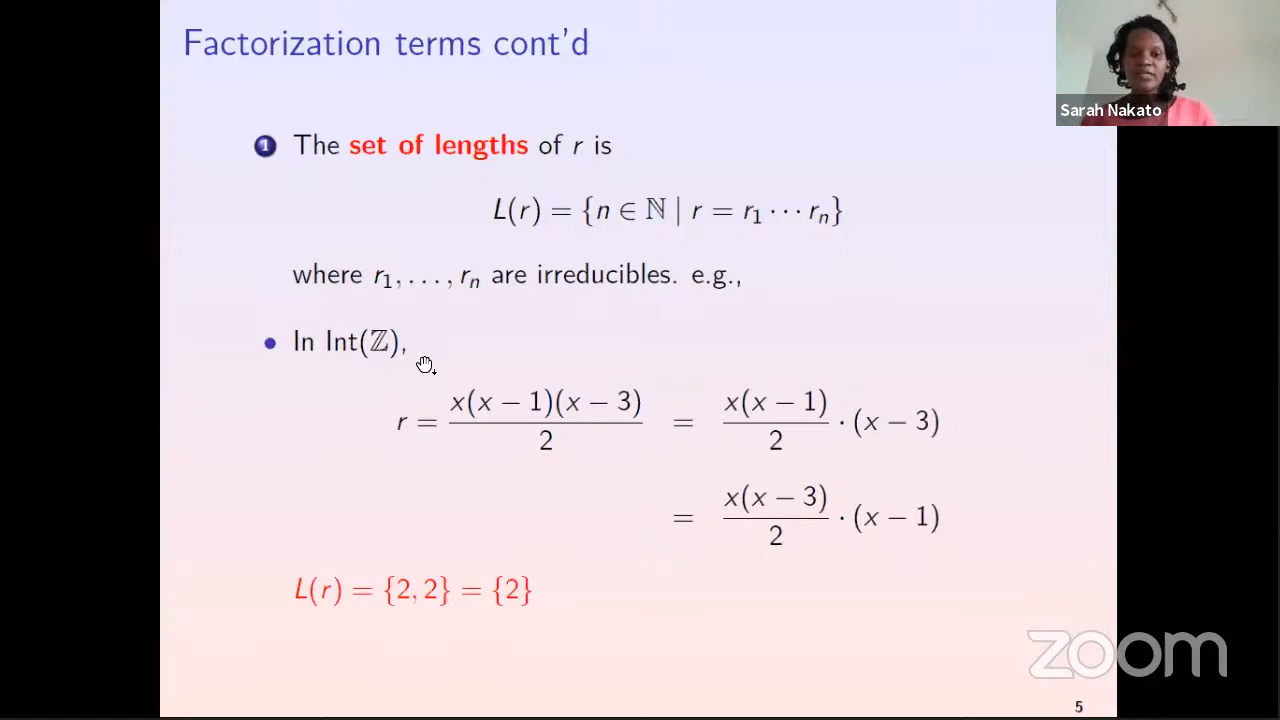 Factorization terms cont'd
Sarah Nakato
1 The set of lengths of r is
L(r) = {n ∈ ℕ | r = r₁ ⋯ rₙ}
where r₁, . . . , rₙ are irreducibles. e.g.,
• In Int(ℤ),
r = x(x − 1)(x − 3)/2 = x(x − 1)/2 · (x − 3)
= x(x − 3)/2 · (x − 1)
L(r) = {2, 2} = {2}
zoom
5